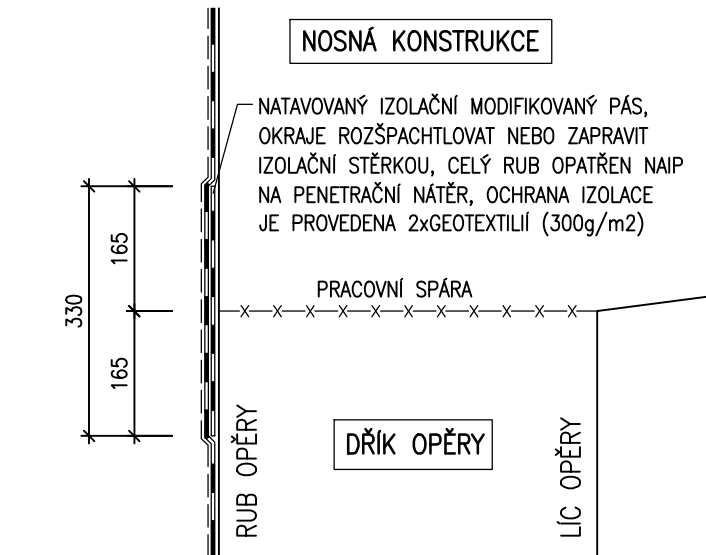 NOSNÁ KONSTRUKCE
NATAVOVANÝ IZOLAČNÍ MODIFIKOVANÝ PÁS,
OKRAJE ROZŠPACHTLOVAT NEBO ZAPRAVIT
IZOLAČNÍ STĚRKOU, CELÝ RUB OPATŘEN NAIP
NA PENETRAČNÍ NÁTĚR, OCHRANA IZOLACE
JE PROVEDENA 2xGEOTEXTILIÍ (300g/m2)
165
330
165
PRACOVNÍ SPÁRA
RUB OPĚRY
DŘÍK OPĚRY
LÍC OPĚRY